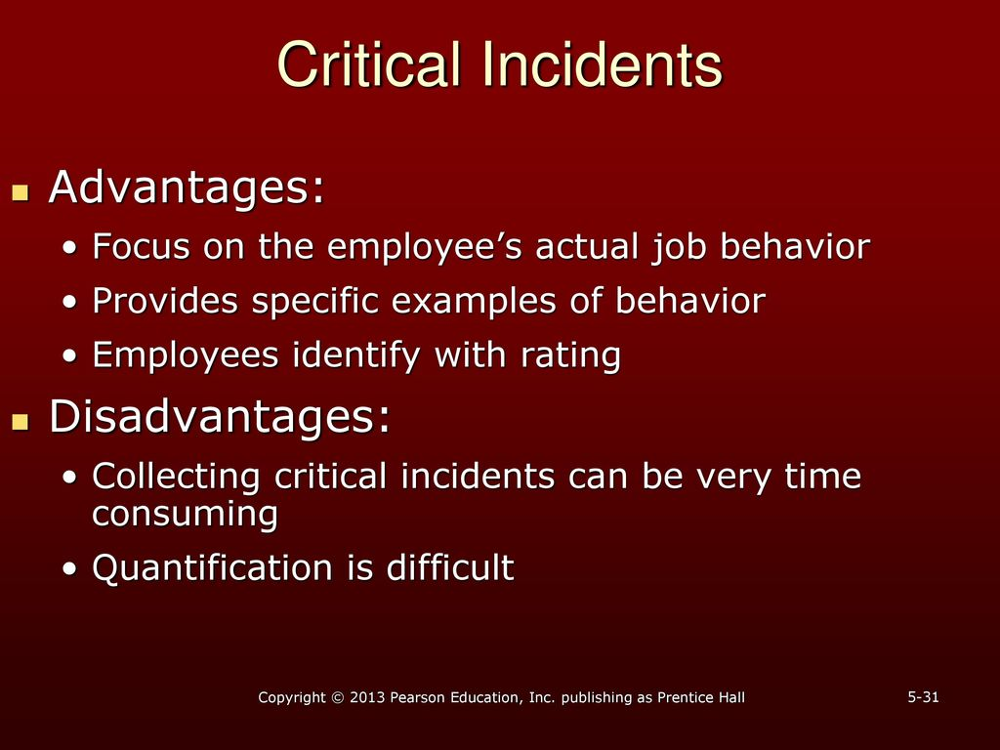 Critical Incidents
Advantages:
• Focus on the employee’s actual job behavior
• Provides specific examples of behavior
• Employees identify with rating
Disadvantages:
• Collecting critical incidents can be very time
consuming
• Quantification is difficult
Copyright © 2013 Pearson Education, Inc. publishing as Prentice Hall
5-31